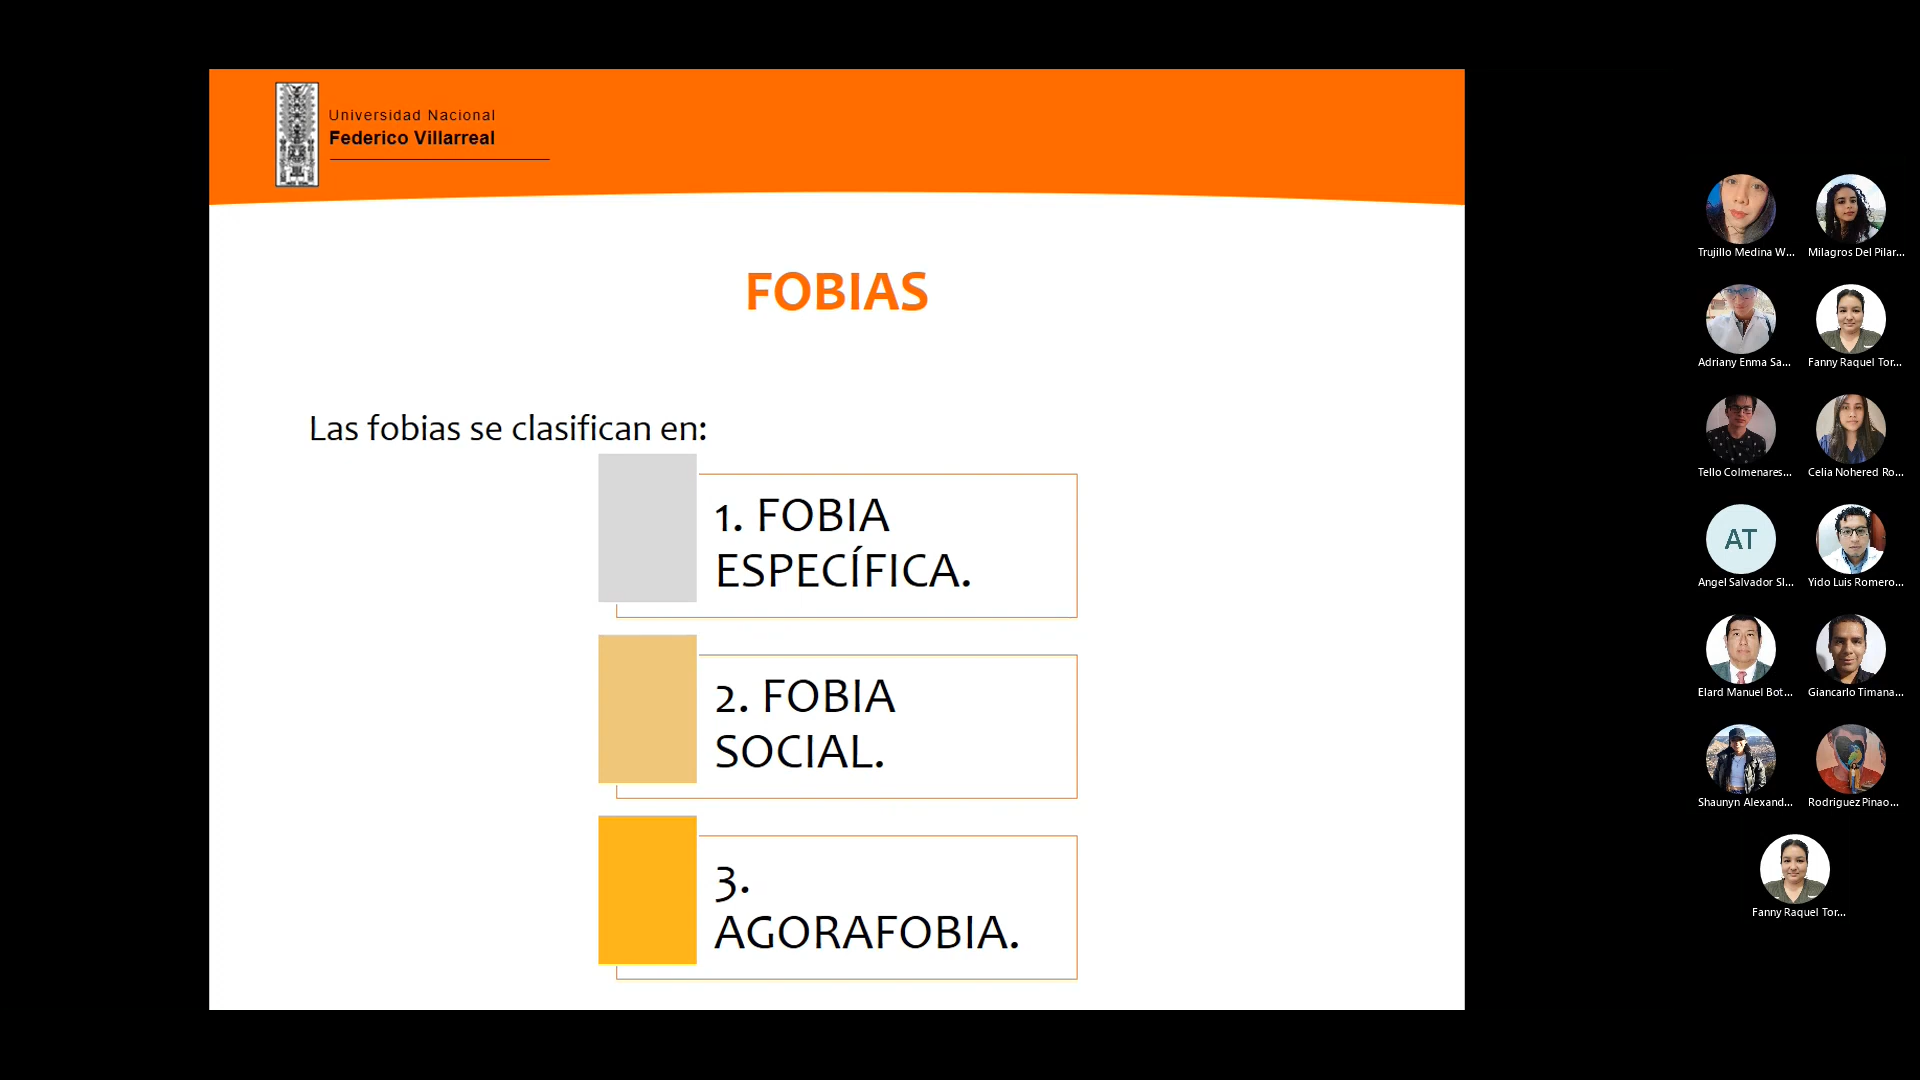 Universidad Nacional
Federico Villarreal
FOBIAS
Las fobias se clasifican en:
1. FOBIA
ESPECÍFICA.
2. FOBIA
SOCIAL.
3.
AGORAFOBIA.
Trujillo Medina W...
Milagros Del Pilar...
Adriany Enma Sa...
Fanny Raquel Tor...
Tello Colmenares...
Celia Nohered Ro...
AT
Angel Salvador Sl...
Yido Luis Romero...
Elard Manuel Bot...
Giancarlo Timana...
Shaunyn Alexand...
Rodriguez Pinao...
Fanny Raquel Tor...